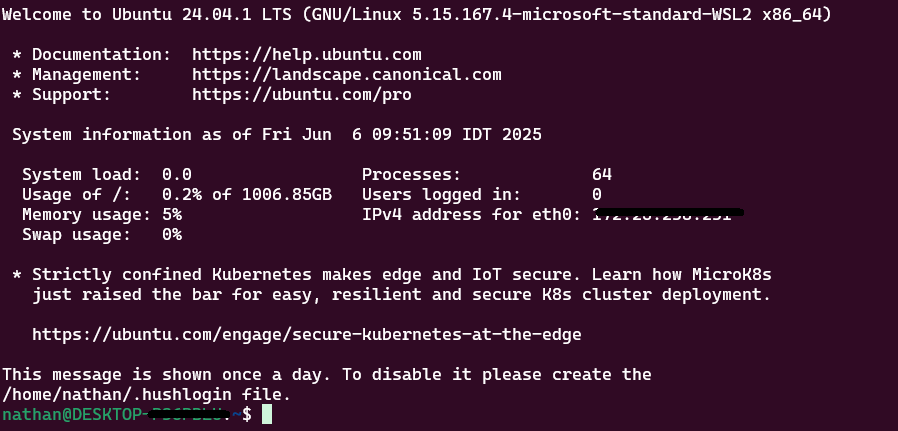 Welcome to Ubuntu 24.04.1 LTS (GNU/Linux 5.15.167.4-microsoft-standard-WSL2 x86_64)
* Documentation: https://help.ubuntu.com
* Management: https://landscape.canonical.com
* Support: https://ubuntu.com/pro
System information as of Fri Jun 6 09:51:09 IDT 2025
System load: 0.0 Processes: 64
Usage of /: 0.2% of 1006.85GB Users logged in: 0
Memory usage: 5% IPv4 address for eth0:
Swap usage: 0%
* Strictly confined Kubernetes makes edge and IoT secure. Learn how MicroK8s
just raised the bar for easy, resilient and secure K8s cluster deployment.
https://ubuntu.com/engage/secure-kubernetes-at-the-edge
This message is shown once a day. To disable it please create the
/home/nathan/.hushlogin file.
nathan@DESKTOP- :~$